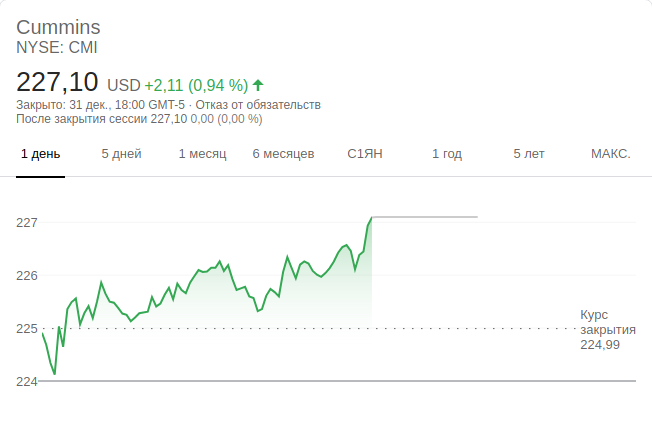 Cummins
NYSE: CMI
227,10 USD +2,11 (0,94 %)
Закрыто: 31 дек., 18:00 GMT-5 · Отказ от обязательств
После закрытия сессии 227,10 0,00 (0,00 %)
1 день 5 дней 1 месяц 6 месяцев С1ЯН 1 год 5 лет МАКС.
227
226
225
224
Курс
закрытия
224,99